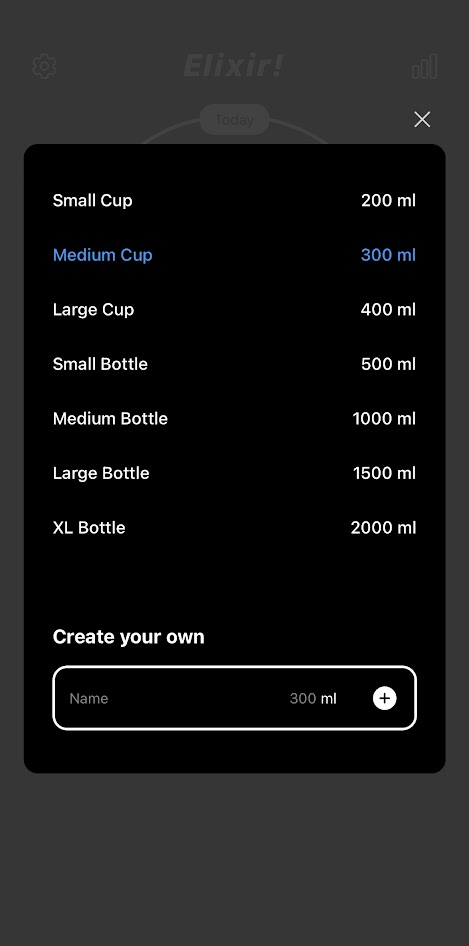 Elixir!
Today
Small Cup 200 ml
Medium Cup 300 ml
Large Cup 400 ml
Small Bottle 500 ml
Medium Bottle 1000 ml
Large Bottle 1500 ml
XL Bottle 2000 ml
Create your own
Name 300 ml